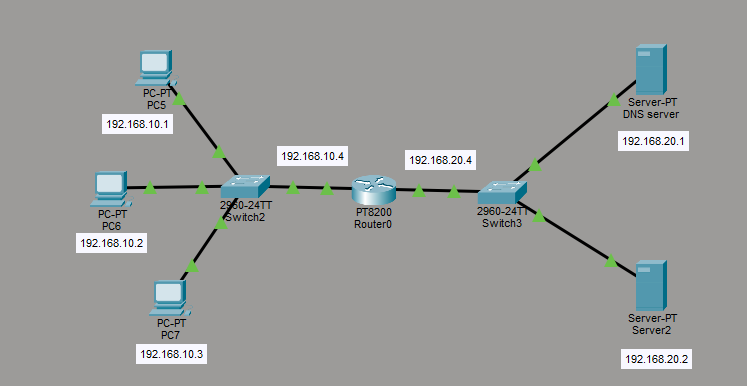 PC-PT
PC5
192.168.10.1
PC-PT
PC6
192.168.10.2
PC-PT
PC7
192.168.10.3
2960-24TT
Switch2
192.168.10.4
PT8200
Router0
192.168.20.4
2960-24TT
Switch3
Server-PT
DNS server
192.168.20.1
Server-PT
Server2
192.168.20.2